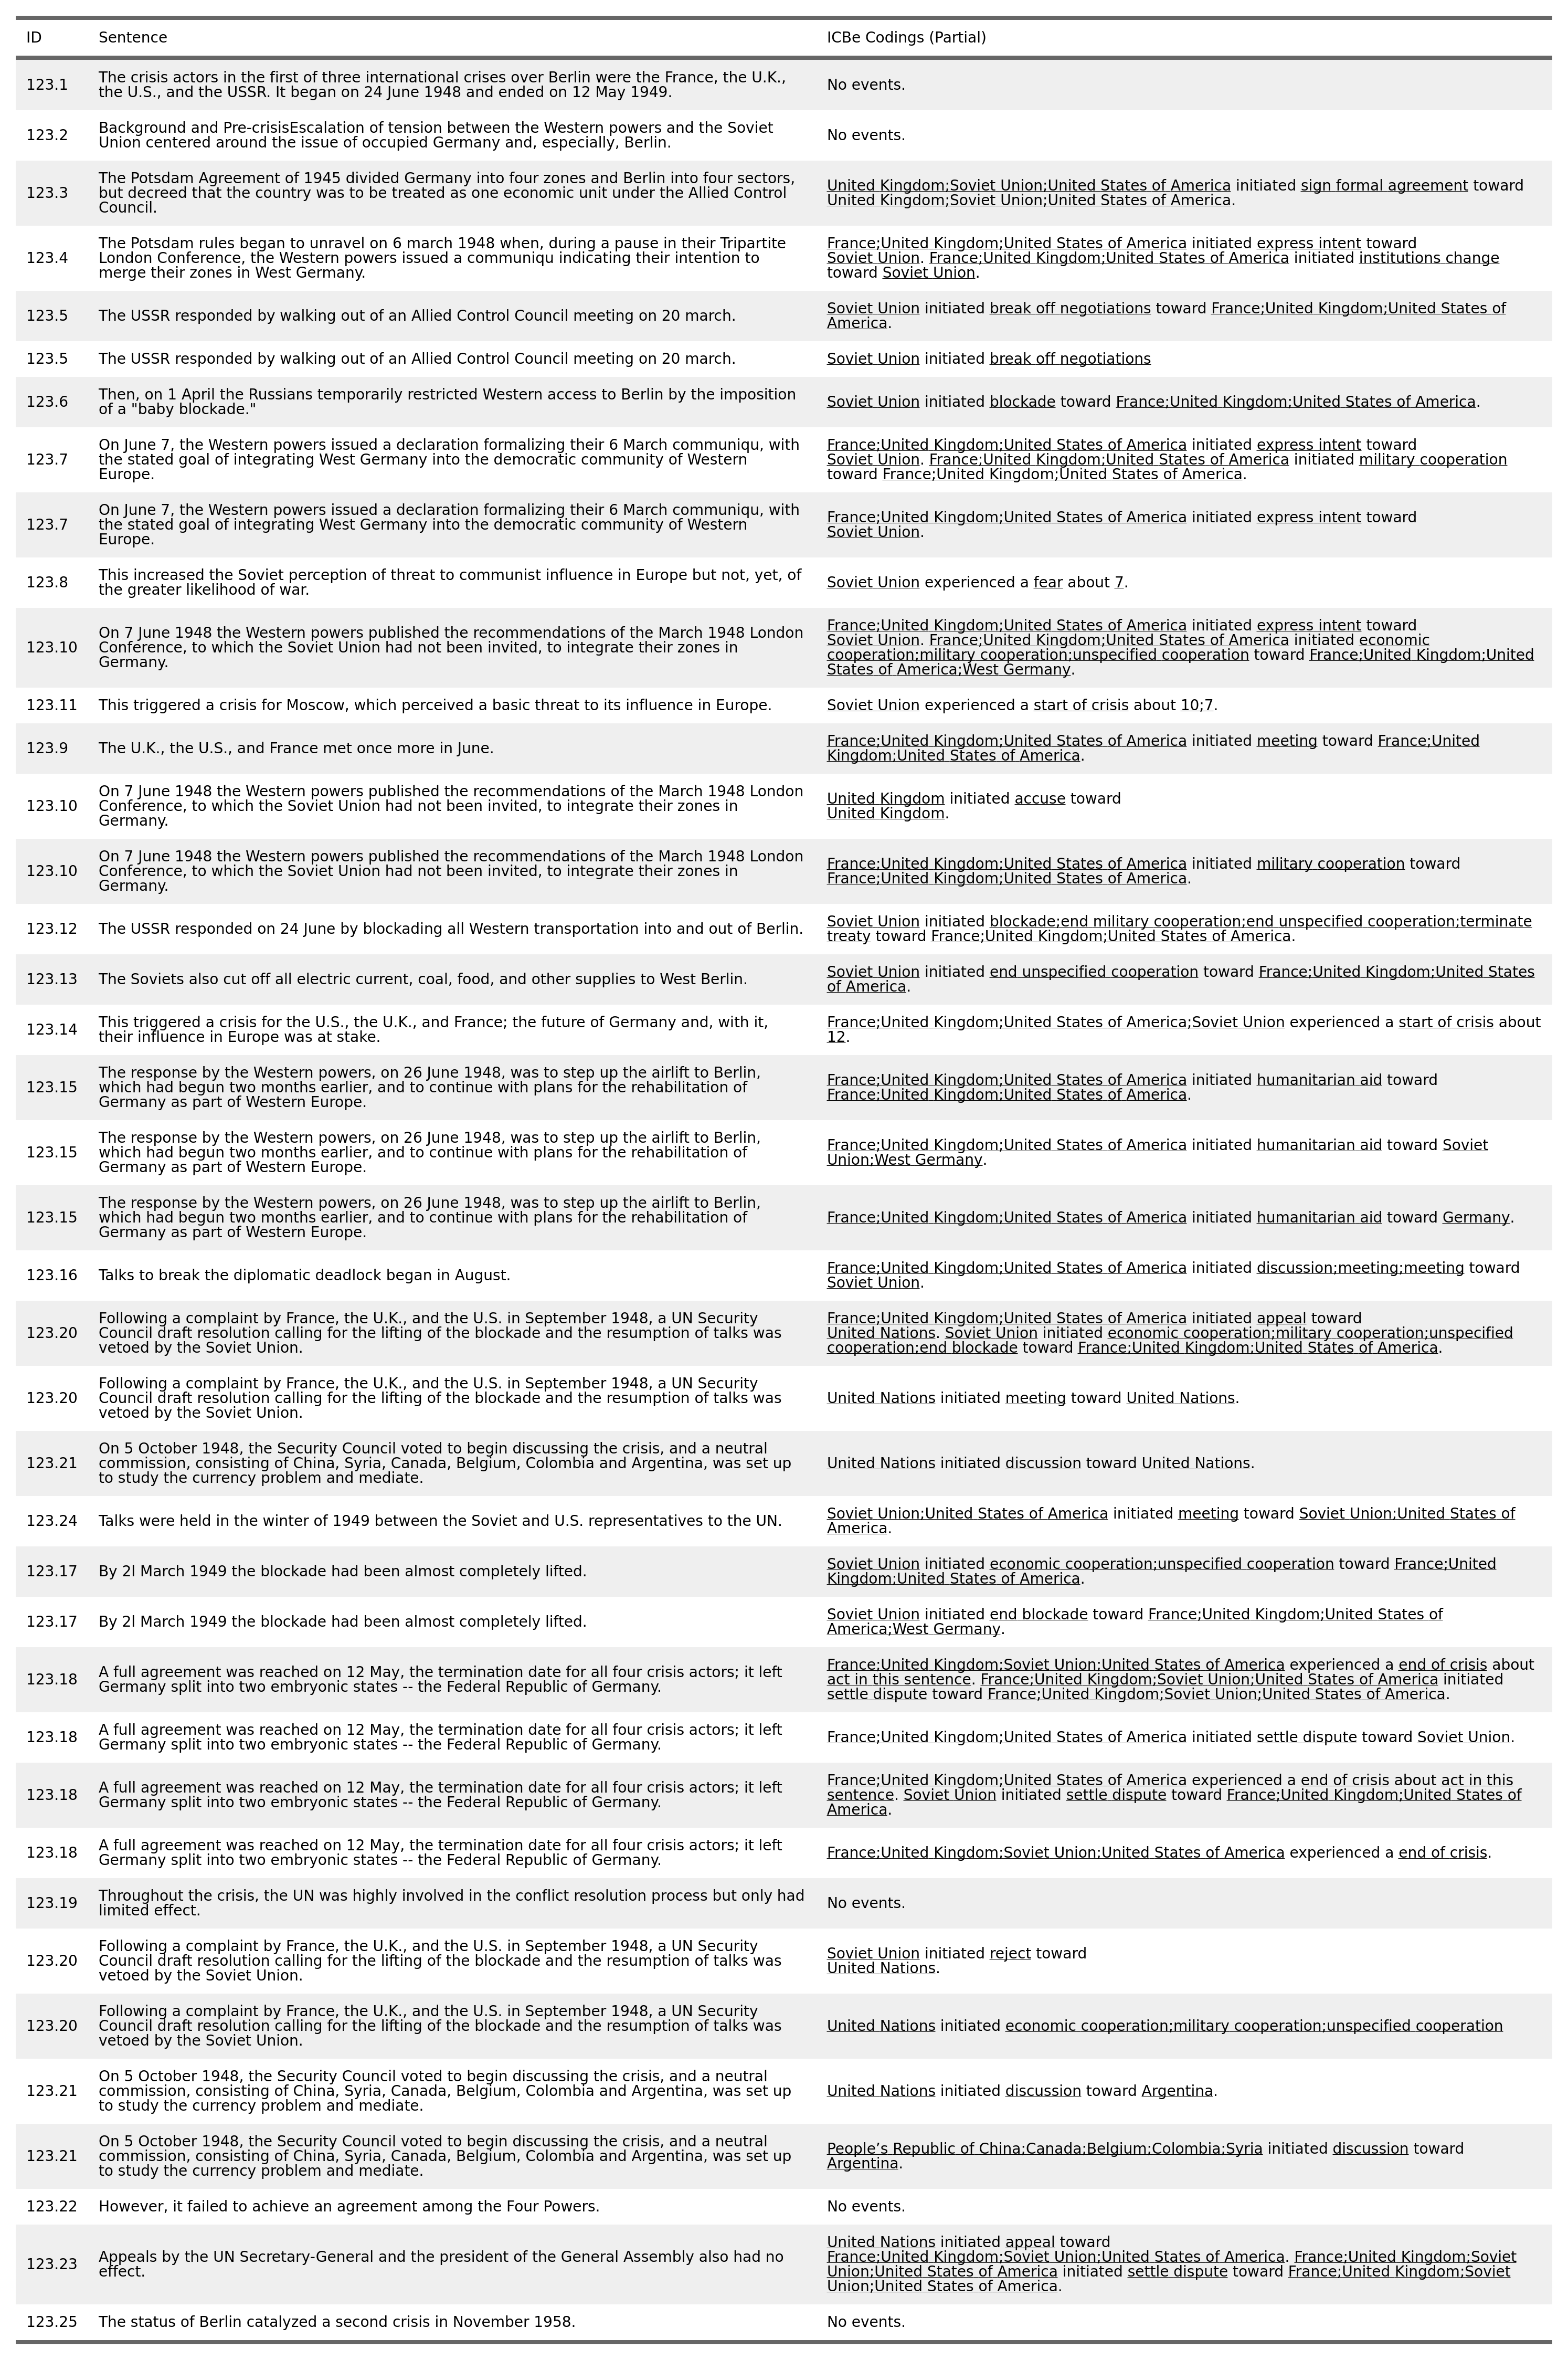 ID Sentence ICBe Codings (Partial)
123.1 The crisis actors in the first of three international crises over Berlin were the France, the U.K.,
the U.S., and the USSR. It began on 24 June 1948 and ended on 12 May 1949.
No events.
123.2 Background and Pre-crisisEscalation of tension between the Western powers and the Soviet
Union centered around the issue of occupied Germany and, especially, Berlin.
No events.
123.3 The Potsdam Agreement of 1945 divided Germany into four zones and Berlin into four sectors,
but decreed that the country was to be treated as one economic unit under the Allied Control
Council.
United Kingdom;Soviet Union;United States of America initiated sign formal agreement toward
United Kingdom;Soviet Union;United States of America.
123.4 The Potsdam rules began to unravel on 6 march 1948 when, during a pause in their Tripartite
London Conference, the Western powers issued a communiqu indicating their intention to
merge their zones in West Germany.
France;United Kingdom;United States of America initiated express intent toward
Soviet Union. France;United Kingdom;United States of America initiated institutions change
toward Soviet Union.
123.5 The USSR responded by walking out of an Allied Control Council meeting on 20 march.
Soviet Union initiated break off negotiations toward France;United Kingdom;United States of
America.
123.5 The USSR responded by walking out of an Allied Control Council meeting on 20 march.
Soviet Union initiated break off negotiations
123.6 Then, on 1 April the Russians temporarily restricted Western access to Berlin by the imposition
of a "baby blockade."
Soviet Union initiated blockade toward France;United Kingdom;United States of America.
123.7 On June 7, the Western powers issued a declaration formalizing their 6 March communiqu, with
the stated goal of integrating West Germany into the democratic community of Western
Europe.
France;United Kingdom;United States of America initiated express intent toward
Soviet Union. France;United Kingdom;United States of America initiated military cooperation
toward France;United Kingdom;United States of America.
123.7 On June 7, the Western powers issued a declaration formalizing their 6 March communiqu, with
the stated goal of integrating West Germany into the democratic community of Western
Europe.
France;United Kingdom;United States of America initiated express intent toward
Soviet Union.
123.8 This increased the Soviet perception of threat to communist influence in Europe but not, yet, of
the greater likelihood of war.
Soviet Union experienced a fear about 7.
123.10 On 7 June 1948 the Western powers published the recommendations of the March 1948 London
Conference, to which the Soviet Union had not been invited, to integrate their zones in
Germany.
France;United Kingdom;United States of America initiated express intent toward
Soviet Union. France;United Kingdom;United States of America initiated economic
cooperation;military cooperation;unspecified cooperation toward France;United Kingdom;United
States of America;West Germany.
123.11 This triggered a crisis for Moscow, which perceived a basic threat to its influence in Europe.
Soviet Union experienced a start of crisis about 10;7.
123.9 The U.K., the U.S., and France met once more in June.
France;United Kingdom;United States of America initiated meeting toward France;United
Kingdom;United States of America.
123.10 On 7 June 1948 the Western powers published the recommendations of the March 1948 London
Conference, to which the Soviet Union had not been invited, to integrate their zones in
Germany.
United Kingdom initiated accuse toward
United Kingdom.
123.10 On 7 June 1948 the Western powers published the recommendations of the March 1948 London
Conference, to which the Soviet Union had not been invited, to integrate their zones in
Germany.
France;United Kingdom;United States of America initiated military cooperation toward
France;United Kingdom;United States of America.
123.12 The USSR responded on 24 June by blockading all Western transportation into and out of Berlin.
Soviet Union initiated blockade;end military cooperation;end unspecified cooperation;terminate
treaty toward France;United Kingdom;United States of America.
123.13 The Soviets also cut off all electric current, coal, food, and other supplies to West Berlin.
Soviet Union initiated end unspecified cooperation toward France;United Kingdom;United States
of America.
123.14 This triggered a crisis for the U.S., the U.K., and France; the future of Germany and, with it,
their influence in Europe was at stake.
France;United Kingdom;United States of America;Soviet Union experienced a start of crisis about
12.
123.15 The response by the Western powers, on 26 June 1948, was to step up the airlift to Berlin,
which had begun two months earlier, and to continue with plans for the rehabilitation of
Germany as part of Western Europe.
France;United Kingdom;United States of America initiated humanitarian aid toward
France;United Kingdom;United States of America.
123.15 The response by the Western powers, on 26 June 1948, was to step up the airlift to Berlin,
which had begun two months earlier, and to continue with plans for the rehabilitation of
Germany as part of Western Europe.
France;United Kingdom;United States of America initiated humanitarian aid toward Soviet
Union;West Germany.
123.15 The response by the Western powers, on 26 June 1948, was to step up the airlift to Berlin,
which had begun two months earlier, and to continue with plans for the rehabilitation of
Germany as part of Western Europe.
France;United Kingdom;United States of America initiated humanitarian aid toward Germany.
123.16 Talks to break the diplomatic deadlock began in August.
France;United Kingdom;United States of America initiated discussion;meeting;meeting toward
Soviet Union.
123.20 Following a complaint by France, the U.K., and the U.S. in September 1948, a UN Security
Council draft resolution calling for the lifting of the blockade and the resumption of talks was
vetoed by the Soviet Union.
France;United Kingdom;United States of America initiated appeal toward
United Nations. Soviet Union initiated economic cooperation;military cooperation;unspecified
cooperation;end blockade toward France;United Kingdom;United States of America.
123.20 Following a complaint by France, the U.K., and the U.S. in September 1948, a UN Security
Council draft resolution calling for the lifting of the blockade and the resumption of talks was
vetoed by the Soviet Union.
United Nations initiated meeting toward United Nations.
123.21 On 5 October 1948, the Security Council voted to begin discussing the crisis, and a neutral
commission, consisting of China, Syria, Canada, Belgium, Colombia and Argentina, was set up
to study the currency problem and mediate.
United Nations initiated discussion toward United Nations.
123.24 Talks were held in the winter of 1949 between the Soviet and U.S. representatives to the UN.
Soviet Union;United States of America initiated meeting toward Soviet Union;United States of
America.
123.17 By 2l March 1949 the blockade had been almost completely lifted.
Soviet Union initiated economic cooperation;unspecified cooperation toward France;United
Kingdom;United States of America.
123.17 By 2l March 1949 the blockade had been almost completely lifted.
Soviet Union initiated end blockade toward France;United Kingdom;United States of
America;West Germany.
123.18 A full agreement was reached on 12 May, the termination date for all four crisis actors; it left
Germany split into two embryonic states -- the Federal Republic of Germany.
France;United Kingdom;Soviet Union;United States of America experienced a end of crisis about
act in this sentence. France;United Kingdom;Soviet Union;United States of America initiated
settle dispute toward France;United Kingdom;Soviet Union;United States of America.
123.18 A full agreement was reached on 12 May, the termination date for all four crisis actors; it left
Germany split into two embryonic states -- the Federal Republic of Germany.
France;United Kingdom;United States of America initiated settle dispute toward Soviet Union.
123.18 A full agreement was reached on 12 May, the termination date for all four crisis actors; it left
Germany split into two embryonic states -- the Federal Republic of Germany.
France;United Kingdom;United States of America experienced a end of crisis about act in this
sentence. Soviet Union initiated settle dispute toward France;United Kingdom;United States of
America.
123.18 A full agreement was reached on 12 May, the termination date for all four crisis actors; it left
Germany split into two embryonic states -- the Federal Republic of Germany.
France;United Kingdom;Soviet Union;United States of America experienced a end of crisis.
123.19 Throughout the crisis, the UN was highly involved in the conflict resolution process but only had
limited effect.
No events.
123.20 Following a complaint by France, the U.K., and the U.S. in September 1948, a UN Security
Council draft resolution calling for the lifting of the blockade and the resumption of talks was
vetoed by the Soviet Union.
Soviet Union initiated reject toward
United Nations.
123.20 Following a complaint by France, the U.K., and the U.S. in September 1948, a UN Security
Council draft resolution calling for the lifting of the blockade and the resumption of talks was
vetoed by the Soviet Union.
United Nations initiated economic cooperation;military cooperation;unspecified cooperation
123.21 On 5 October 1948, the Security Council voted to begin discussing the crisis, and a neutral
commission, consisting of China, Syria, Canada, Belgium, Colombia and Argentina, was set up
to study the currency problem and mediate.
United Nations initiated discussion toward Argentina.
123.21 On 5 October 1948, the Security Council voted to begin discussing the crisis, and a neutral
commission, consisting of China, Syria, Canada, Belgium, Colombia and Argentina, was set up
to study the currency problem and mediate.
People’s Republic of China;Canada;Belgium;Colombia;Syria initiated discussion toward
Argentina.
123.22 However, it failed to achieve an agreement among the Four Powers.
No events.
123.23 Appeals by the UN Secretary-General and the president of the General Assembly also had no
effect.
United Nations initiated appeal toward
France;United Kingdom;Soviet Union;United States of America. France;United Kingdom;Soviet
Union;United States of America initiated settle dispute toward France;United Kingdom;Soviet
Union;United States of America.
123.25 The status of Berlin catalyzed a second crisis in November 1958.
No events.